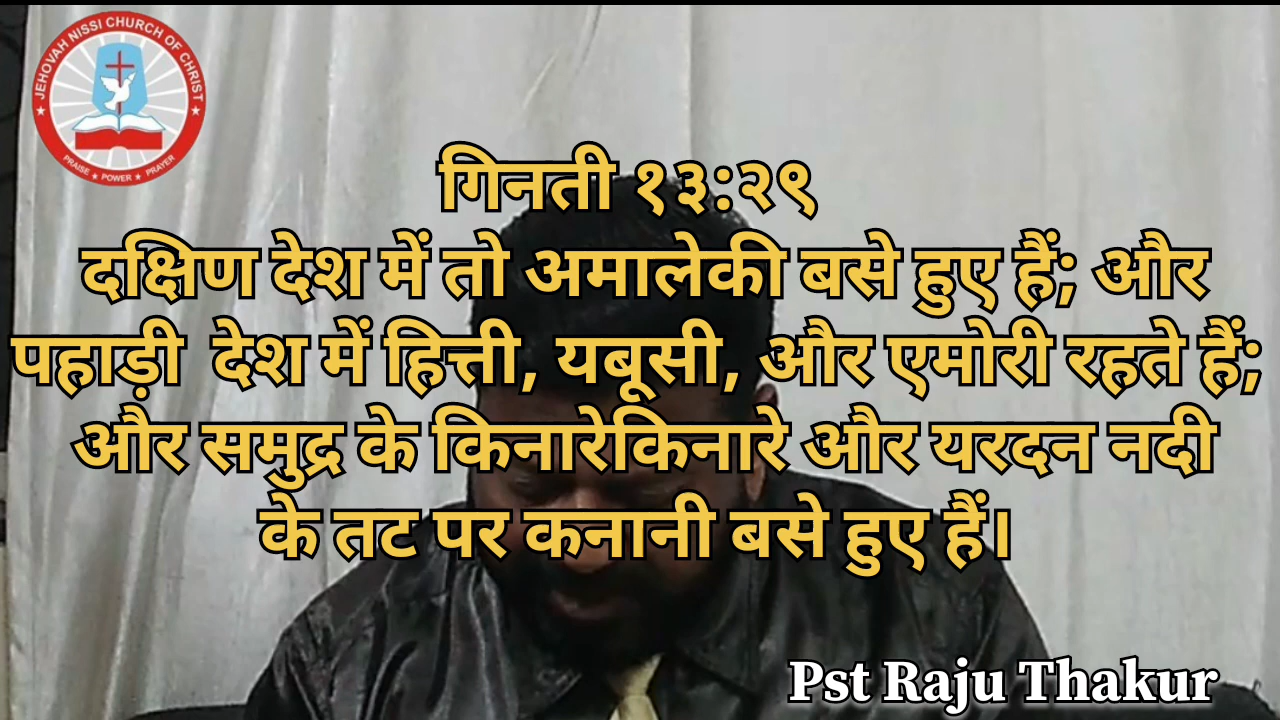 JEHOVAH NISSI CHURCH OF CHRIST
PRAISE ★ POWER ★ PRAYER
गिनती १३:२९
दक्षिण देश में तो अमालेकी बसे हुए हैं; और
पहाड़ी देश में हित्ती, यबूसी, और एमोरी रहते हैं;
और समुद्र के किनारेकिनारे और यरदन नदी
के तट पर कनानी बसे हुए हैं।
Pst Raju Thakur